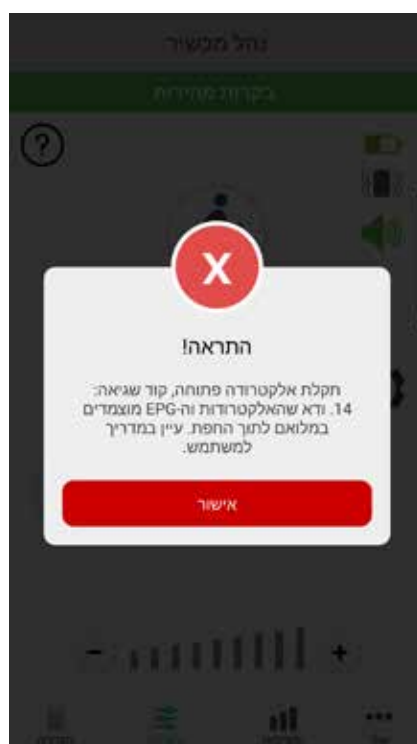 נהל מכשיר
בקרות מהירות
?
X
התראה!
תקלת אלקטרודה פתוחה, קוד שגיאה:
14. ודא שהאלקטרודות וה-EPG מוצמדים
במלואם לתוך החפת. עיין במדריך
למשתמש.
אישור
- +